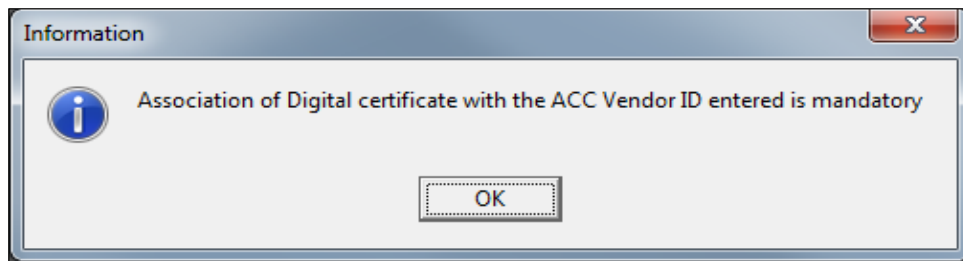 Information
Association of Digital certificate with the ACC Vendor ID entered is mandatory
OK